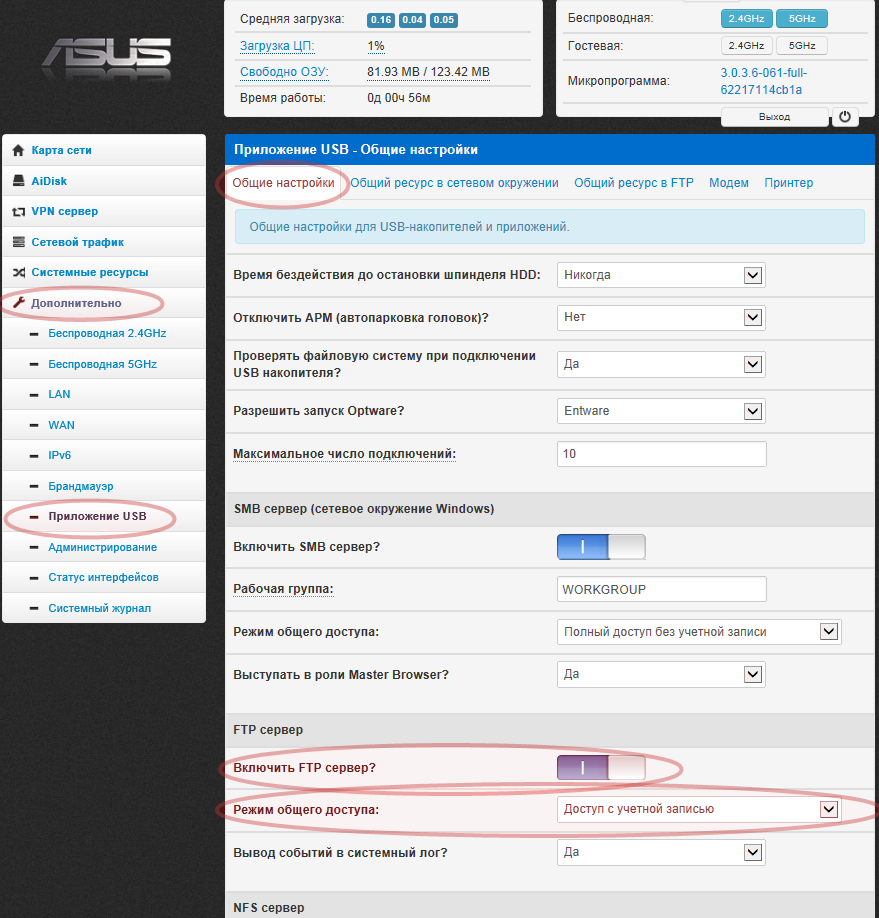 ASUS
Средняя загрузка: 0.16 0.04 0.05
Загрузка ЦП: 1%
Свободно ОЗУ: 81.93 MB / 123.42 MB
Время работы: 0д 00ч 56м
Беспроводная: 2.4GHz 5GHz
Гостевая: 2.4GHz 5GHz
Микропрограмма: 3.0.3.6-061-full-
62217114cb1a
Выход
Карта сети
AiDisk
VPN сервер
Сетевой трафик
Системные ресурсы
Дополнительно
Беспроводная 2.4GHz
Беспроводная 5GHz
LAN
WAN
IPv6
Брандмауэр
Приложение USB
Администрирование
Статус интерфейсов
Системный журнал
Приложение USB - Общие настройки
Общие настройки Общий ресурс в сетевом окружении Общий ресурс в FTP Модем Принтер
Общие настройки для USB-накопителей и приложений.
Время бездействия до остановки шпинделя HDD: Никогда
Отключить APM (автопарковка головок)? Нет
Проверять файловую систему при подключении
USB накопителя? Да
Разрешить запуск Optware? Entware
Максимальное число подключений: 10
SMB сервер (сетевое окружение Windows)
Включить SMB сервер?
Рабочая группа: WORKGROUP
Режим общего доступа: Полный доступ без учетной записи
Выступать в роли Master Browser? Да
FTP сервер
Включить FTP сервер?
Режим общего доступа: Доступ с учетной записью
Вывод событий в системный лог? Да
NFS сервер